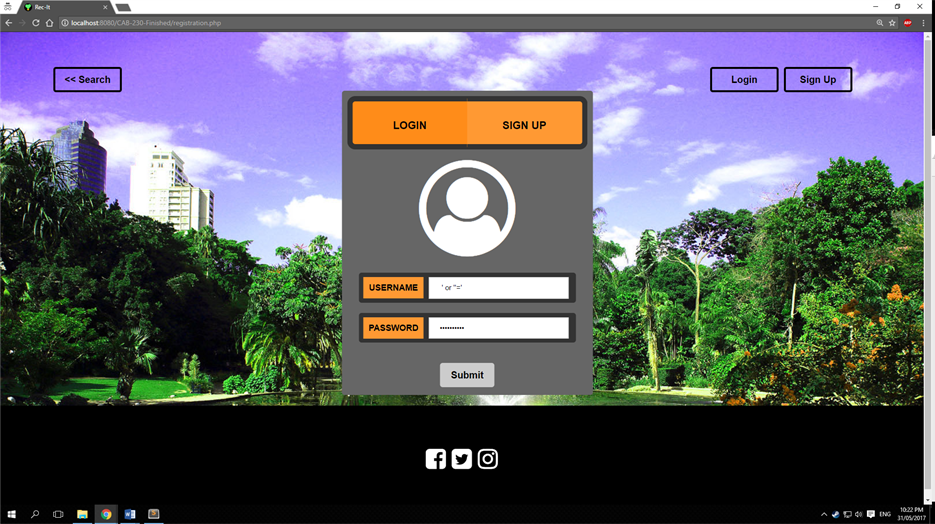 Rec-It
localhost:8080/CAB-230-Finished/registration.php
<< Search
Login
Sign Up
LOGIN
SIGN UP
USERNAME
' or ''='
PASSWORD
••••••••••
Submit
ENG
10:22 PM
31/05/2017